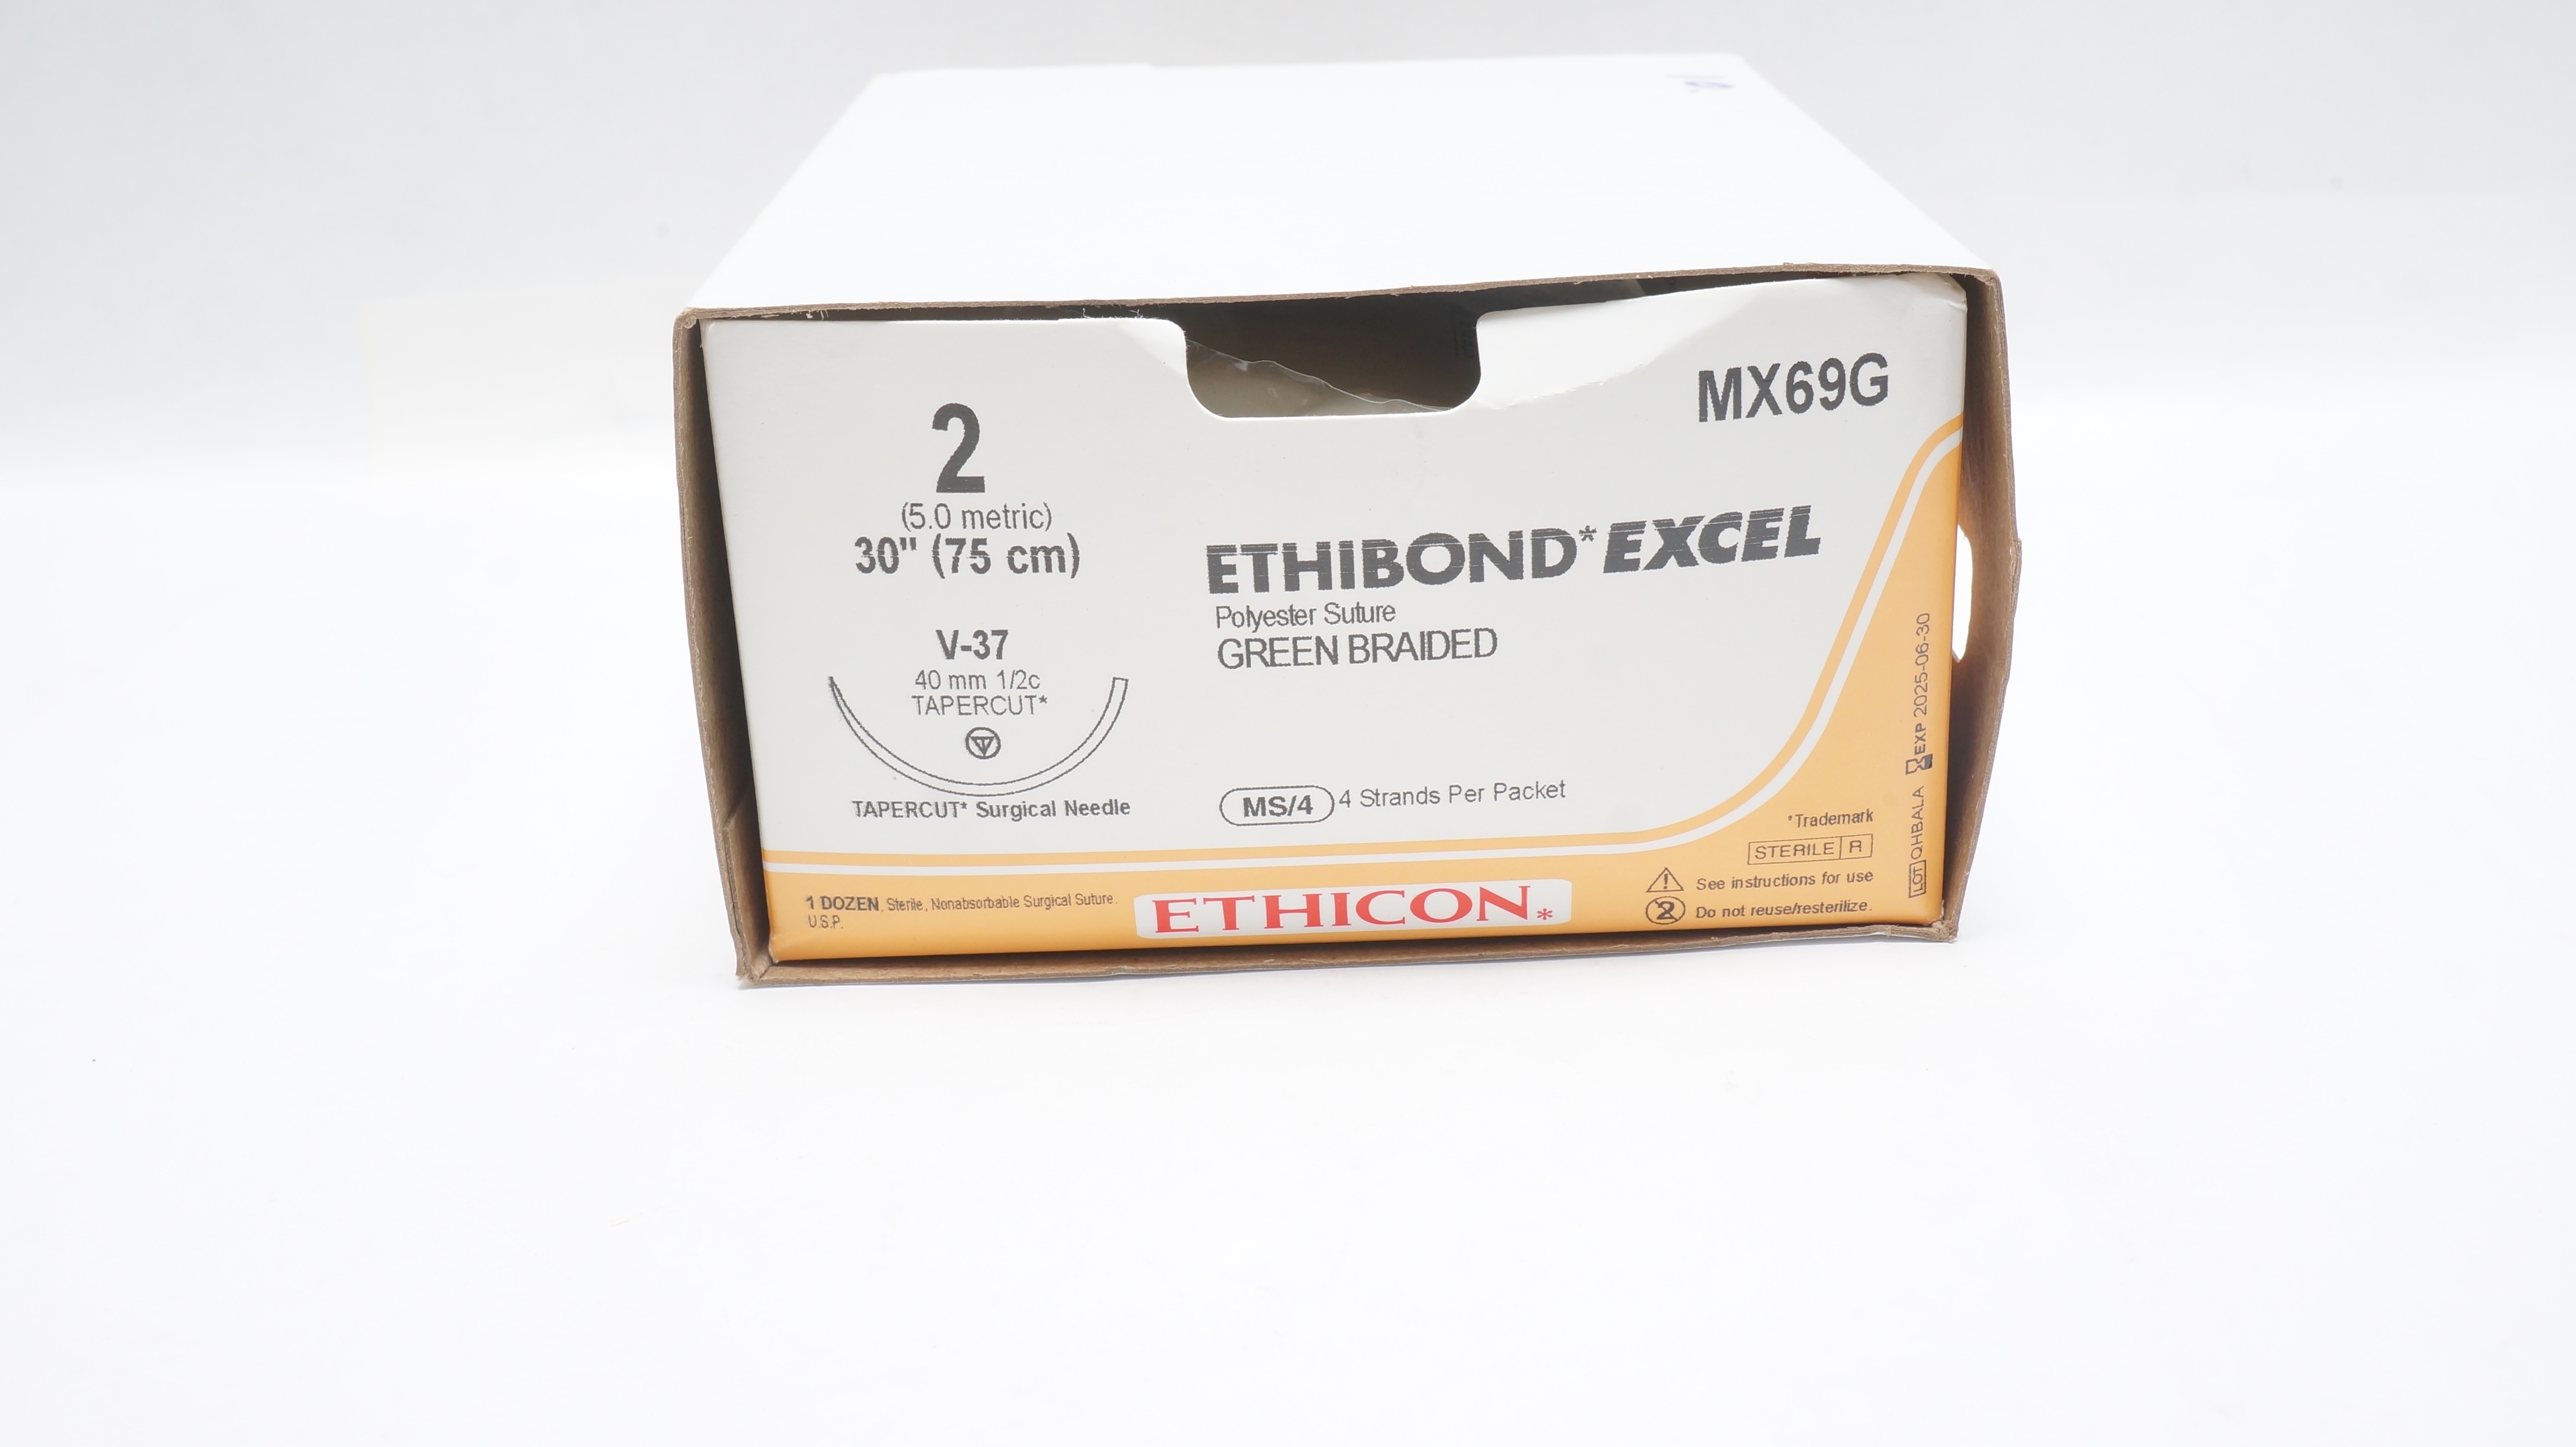 MX69G
2
(5.0 metric)
30" (75 cm)
V-37
40 mm 1/2c
TAPERCUT*
TAPERCUT* Surgical Needle
ETHIBOND* EXCEL
Polyester Suture
GREEN BRAIDED
MS/4 4 Strands Per Packet
1 DOZEN, Sterile, Nonabsorbable Surgical Suture.
U.S.P.
ETHICON*
*Trademark
STERILE R
See instructions for use
2 Do not reuse/resterilize.
LOT QHBALA EXP 2025-06-30